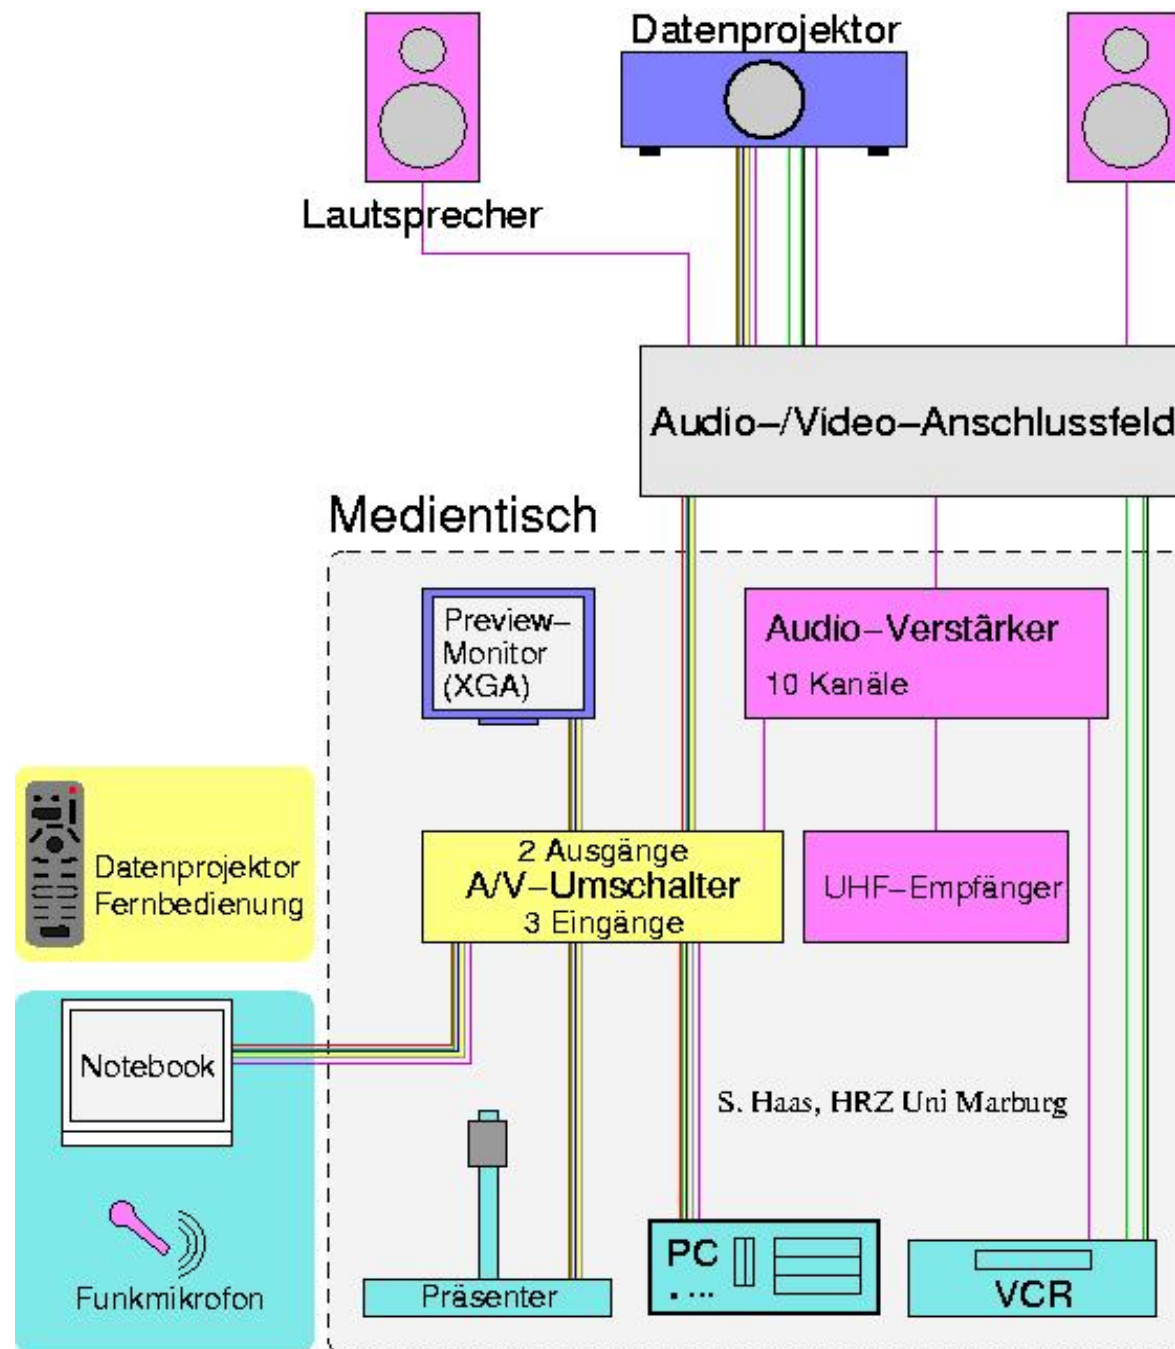 Datenprojektor
Lautsprecher
Audio-/Video-Anschlussfeld
Medientisch
Preview-
Monitor
(XGA)
Audio-Verstärker
10 Kanäle
Datenprojektor
Fernbedienung
2 Ausgänge
A/V-Umschalter
3 Eingänge
UHF-Empfänger
Notebook
S. Haas, HRZ Uni Marburg
Funkmikrofon
Präsenter
PC
VCR